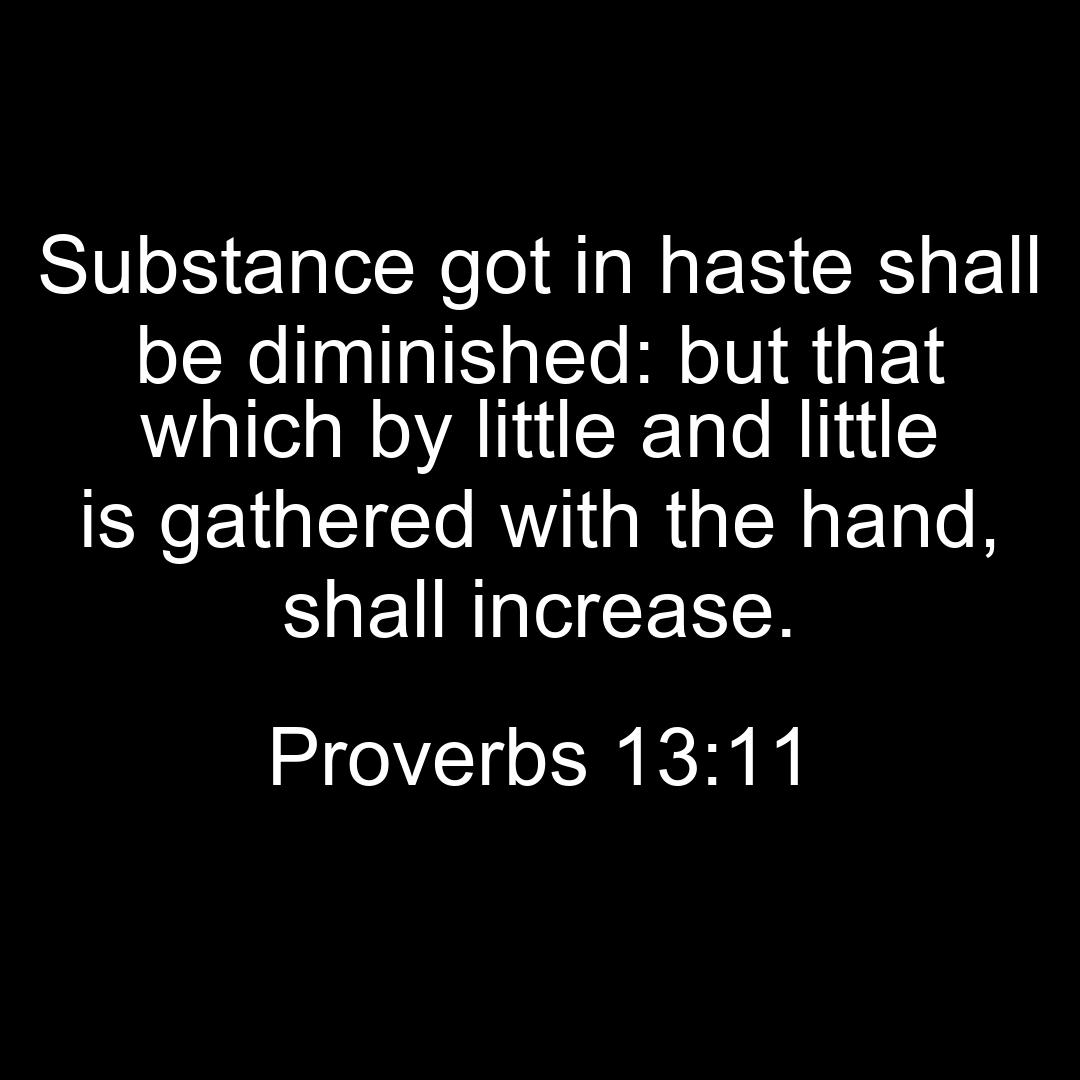 Substance got in haste shall
be diminished: but that
which by little and little
is gathered with the hand,
shall increase.
Proverbs 13:11